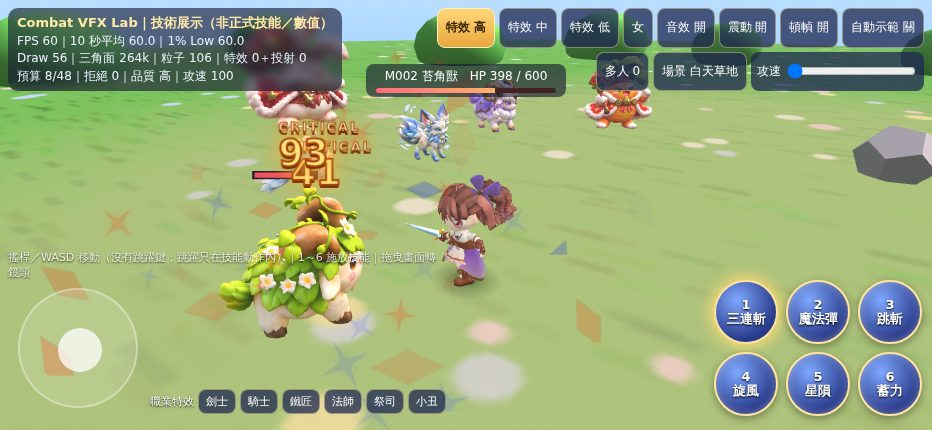 Combat VFX Lab｜技術展示（非正式技能／數值）
FPS 60｜10 秒平均 60.0｜1% Low 60.0
Draw 56｜三角面 264k｜粒子 106｜特效 0＋投射 0
預算 8/48｜拒絕 0｜品質 高｜攻速 100
特效 高
特效 中
特效 低
女
音效 開
震動 開
頓幀 開
自動示範 關
多人 0
場景 白天草地
攻速
M002 苔角獸 HP 398 / 600
CRITICAL
93
41
搖桿／WASD 移動（沒有跳躍鍵；跳躍只在技能動作內）｜1～6 施放技能｜拖曳畫面轉
鏡頭
1
三連斬
2
魔法彈
3
跳斬
4
旋風
5
星隕
6
蓄力
職業特效
劍士
騎士
鐵匠
法師
祭司
小丑